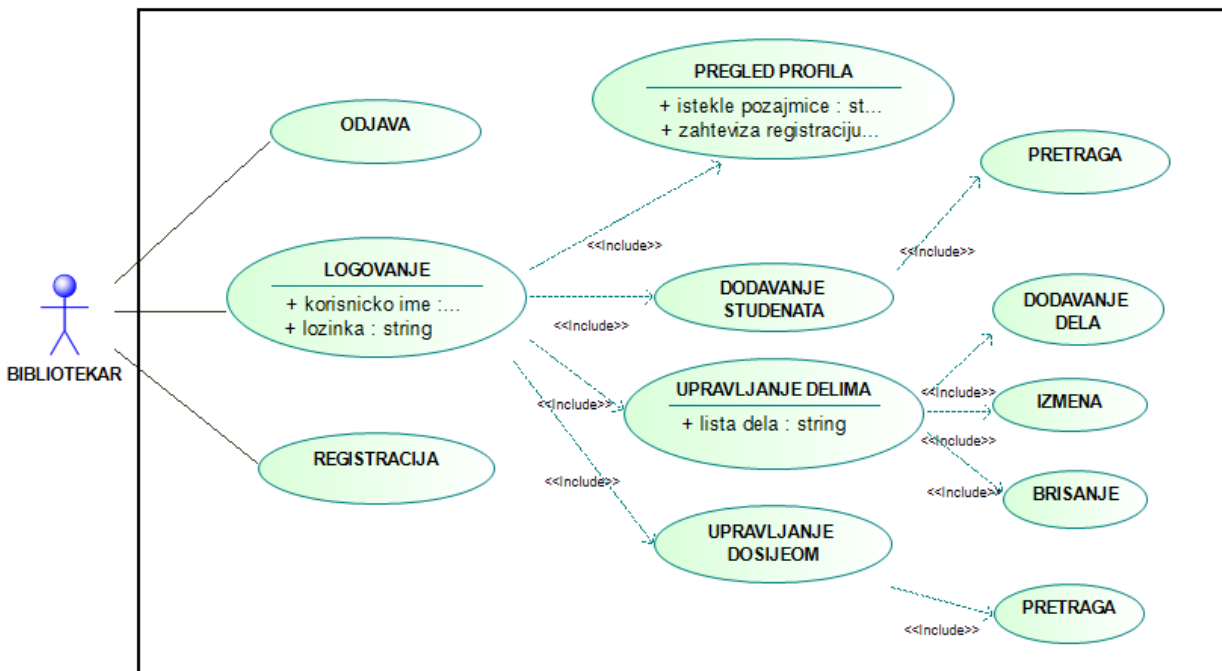 PREGLED PROFILA
+ istekle pozajmice : st...
+ zahteviza registraciju...
ODJAVA
PRETRAGA
<<Include>>
<<Include>>
LOGOVANJE
+ korisnicko ime :...
+ lozinka : string
DODAVANJE
STUDENATA
DODAVANJE
DELA
<<Include>>
BIBLIOTEKAR
UPRAVLJANJE DELIMA
+ lista dela : string
<<Include>>
<<Include>>
IZMENA
<<Include>>
REGISTRACIJA
<<Include>>
<<Include>>
BRISANJE
UPRAVLJANJE
DOSIJEOM
PRETRAGA
<<Include>>